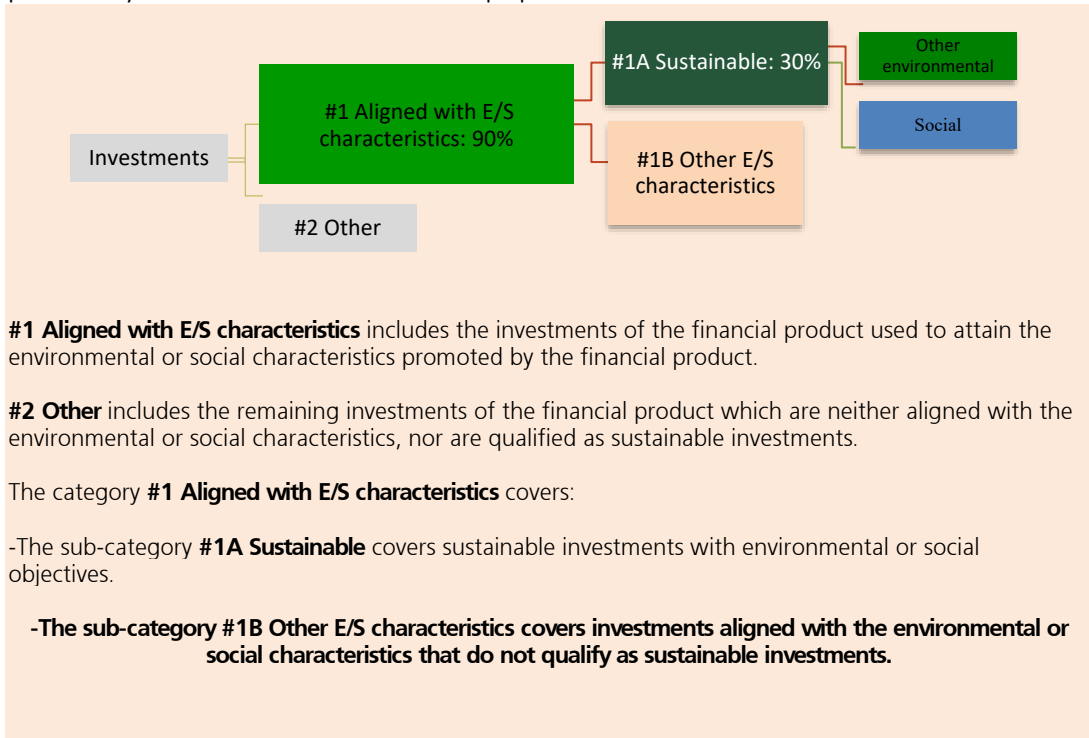 #1A Sustainable: 30%
Other
environmental
#1 Aligned with E/S
characteristics: 90%
Social
Investments
#1B Other E/S
characteristics
#2 Other
#1 Aligned with E/S characteristics includes the investments of the financial product used to attain the
environmental or social characteristics promoted by the financial product.
#2 Other includes the remaining investments of the financial product which are neither aligned with the
environmental or social characteristics, nor are qualified as sustainable investments.
The category #1 Aligned with E/S characteristics covers:
-The sub-category #1A Sustainable covers sustainable investments with environmental or social
objectives.
-The sub-category #1B Other E/S characteristics covers investments aligned with the environmental or
social characteristics that do not qualify as sustainable investments.